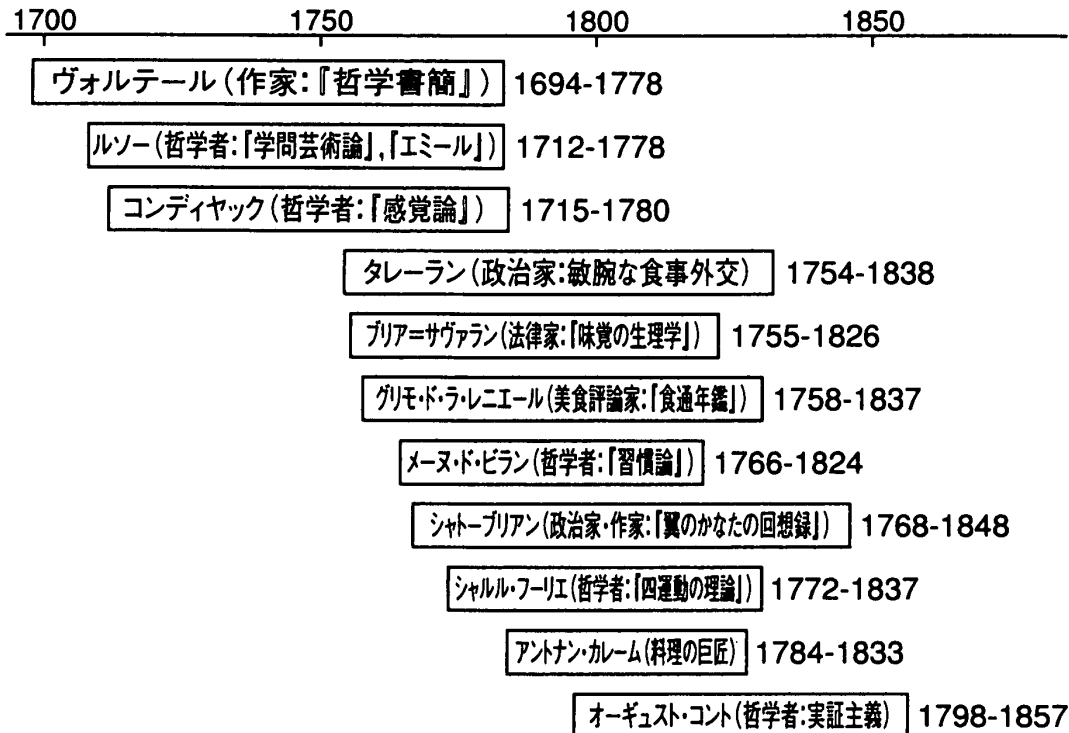 1700 1750 1800 1850
ヴォルテール(作家:『哲学書簡』) 1694-1778
ルソー(哲学者:『学問芸術論』,『エミール』) 1712-1778
コンディヤック(哲学者:『感覚論』) 1715-1780
タレーラン(政治家:敏腕な食事外交) 1754-1838
ブリア=サヴァラン(法律家:『味覚の生理学』) 1755-1826
グリモ・ド・ラ・レニエール(美食評論家:『食通年鑑』) 1758-1837
メーヌ・ド・ビラン(哲学者:『習慣論』) 1766-1824
シャトーブリアン(政治家・作家:『墓のかなたの回想録』) 1768-1848
シャルル・フーリエ(哲学者:『四運動の理論』) 1772-1837
アントナン・カレーム(料理の巨匠) 1784-1833
オーギュスト・コント(哲学者:実証主義) 1798-1857